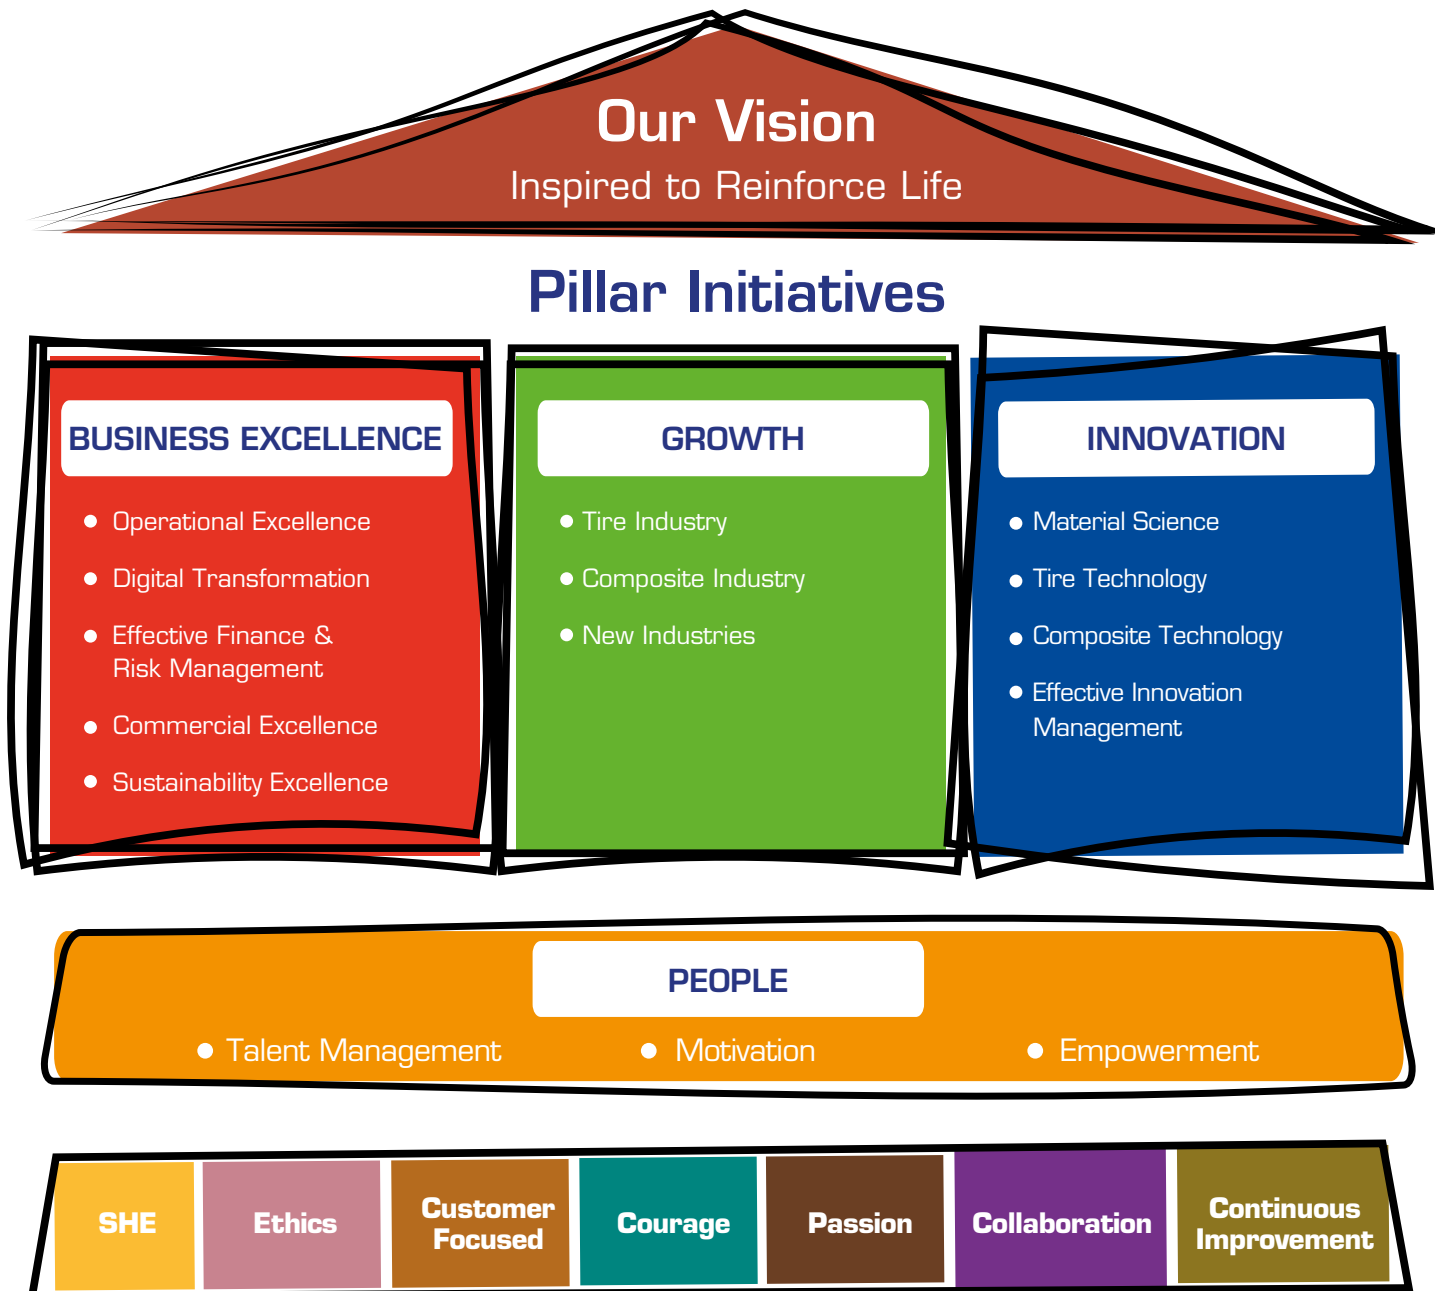 Our Vision
Inspired to Reinforce Life
Pillar Initiatives
BUSINESS EXCELLENCE
Operational Excellence
Digital Transformation
Effective Finance &
Risk Management
Commercial Excellence
Sustainability Excellence
GROWTH
Tire Industry
Composite Industry
New Industries
INNOVATION
Material Science
Tire Technology
Composite Technology
Effective Innovation
Management
PEOPLE
Talent Management
Motivation
Empowerment
SHE
Ethics
Customer
Focused
Courage
Passion
Collaboration
Continuous
Improvement